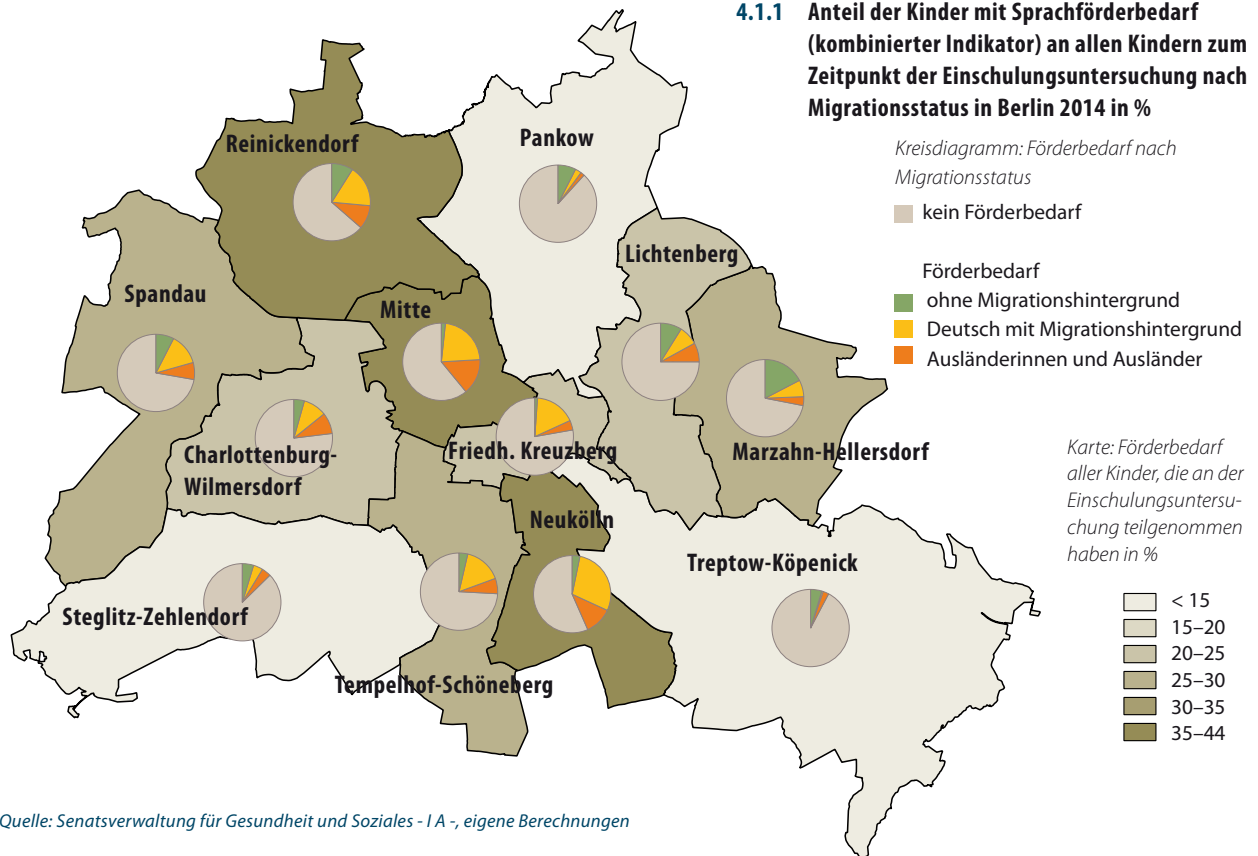 4.1.1 Anteil der Kinder mit Sprachförderbedarf
(kombinierter Indikator) an allen Kindern zum
Zeitpunkt der Einschulungsuntersuchung nach
Migrationsstatus in Berlin 2014 in %
Kreisdiagramm: Förderbedarf nach
Migrationsstatus
kein Förderbedarf
Förderbedarf
ohne Migrationshintergrund
Deutsch mit Migrationshintergrund
Ausländerinnen und Ausländer
Reinickendorf
Pankow
Lichtenberg
Spandau
Mitte
Charlottenburg-
Wilmersdorf
Friedh. Kreuzberg
Marzahn-Hellersdorf
Neukölln
Treptow-Köpenick
Steglitz-Zehlendorf
Tempelhof-Schöneberg
Karte: Förderbedarf
aller Kinder, die an der
Einschulungsuntersu-
chung teilgenommen
haben in %
< 15
15–20
20–25
25–30
30–35
35–44
Quelle: Senatsverwaltung für Gesundheit und Soziales - I A -, eigene Berechnungen